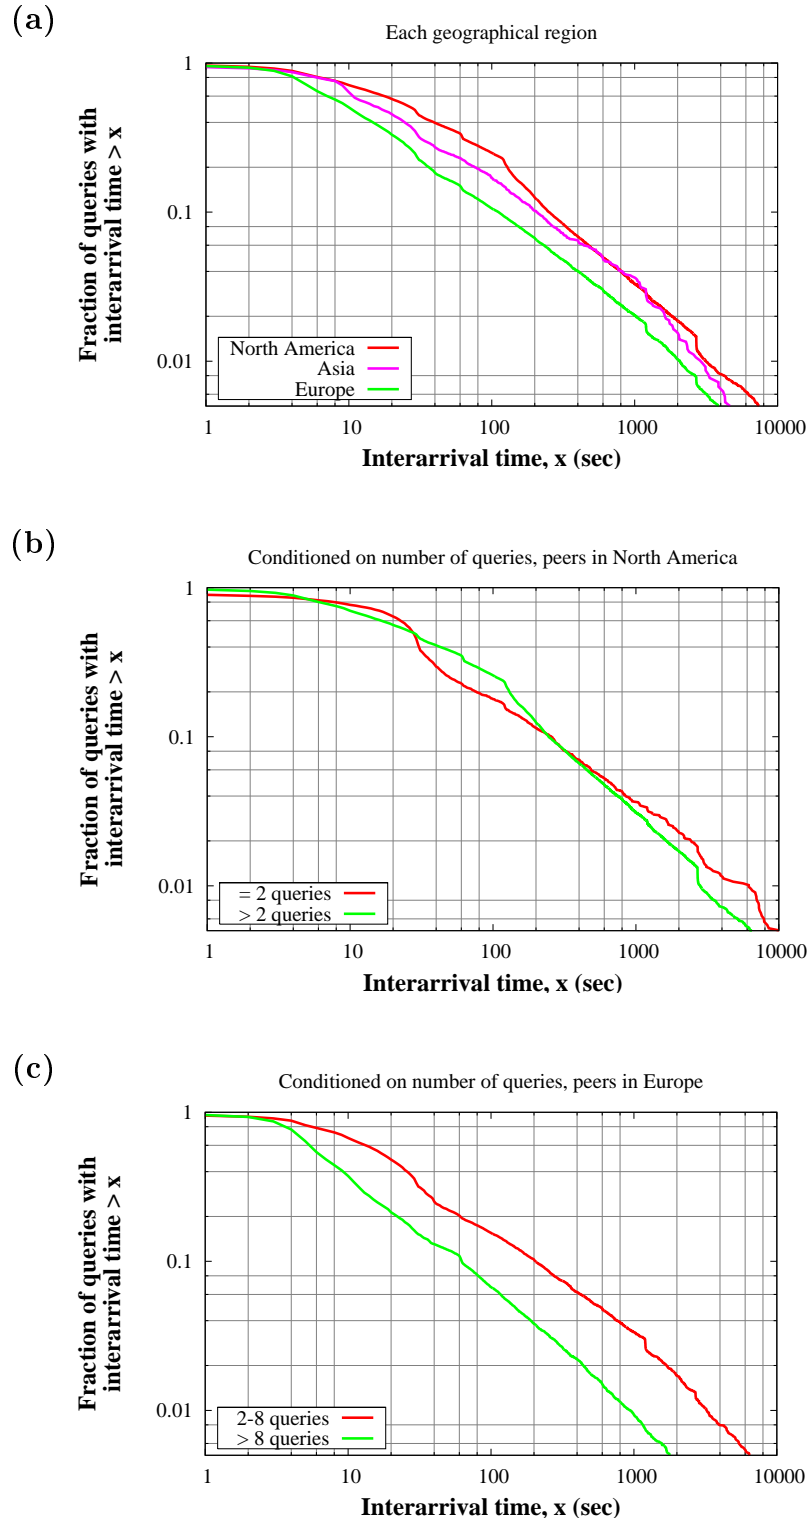 (a)
Each geographical region
Fraction of queries with
interarrival time > x
1
0.1
0.01
North America
Asia
Europe
1 10 100 1000 10000
Interarrival time, x (sec)
(b)
Conditioned on number of queries, peers in North America
Fraction of queries with
interarrival time > x
1
0.1
0.01
= 2 queries
> 2 queries
1 10 100 1000 10000
Interarrival time, x (sec)
(c)
Conditioned on number of queries, peers in Europe
Fraction of queries with
interarrival time > x
1
0.1
0.01
2-8 queries
> 8 queries
1 10 100 1000 10000
Interarrival time, x (sec)